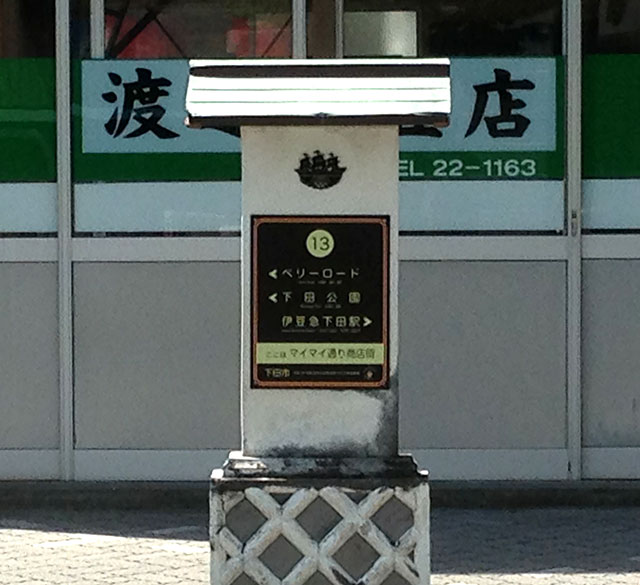 渡
店
TEL 22-1163
13
ペリーロード
下田公園
伊豆急下田駅
ここは マイマイ通り商店街
下田市